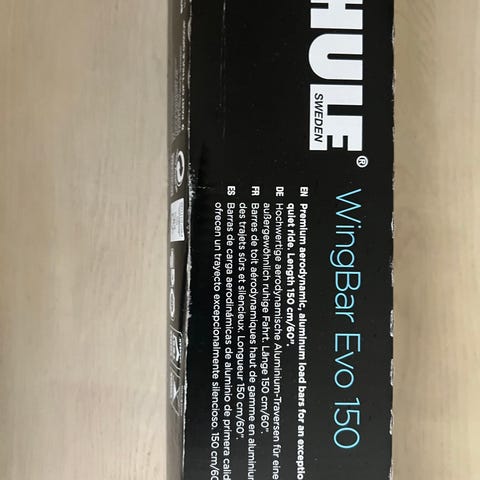 HULE®
SWEDEN
WingBar Evo 150
EN Premium aerodynamic, aluminum load bars for an exceptio
quiet ride. Length 150 cm/60".
DE Hochwertige aerodynamische Aluminium-Traversen für eine
außergewöhnlich ruhige Fahrt. Länge 150 cm/60".
FR Barres de toit aérodynamiques haut de gamme en aluminium
des trajets sûrs et silencieux. Longueur 150 cm/60".
ES Barras de carga aerodinámicas de aluminio de primera calid
ofrecen un trayecto excepcionalmente silencioso. 150 cm/60